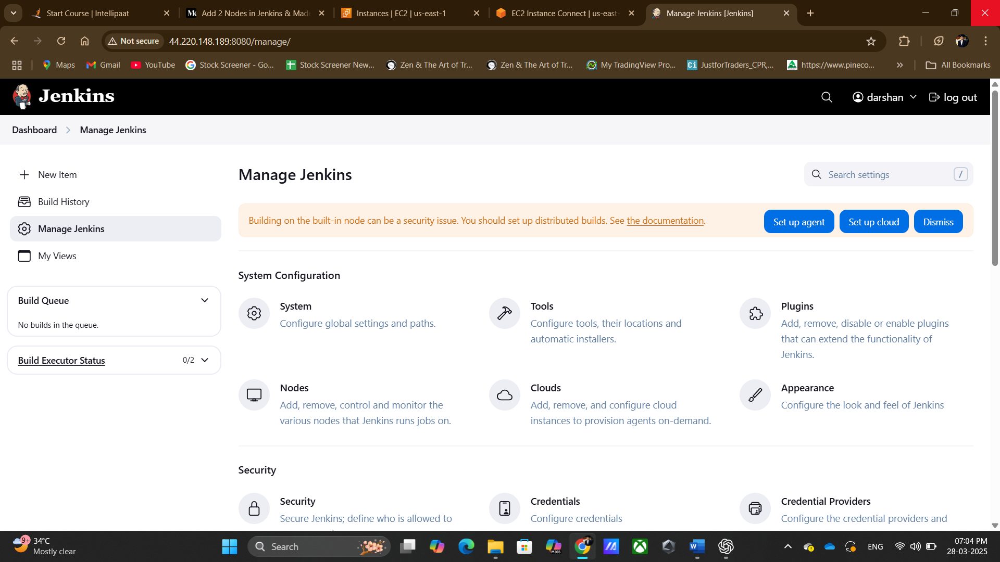 Start Course | Intellipaat
Add 2 Nodes in Jenkins & Made
Instances | EC2 | us-east-1
EC2 Instance Connect | us-east-
Manage Jenkins [Jenkins]
Not secure
44.220.148.189:8080/manage/
Maps
Gmail
YouTube
Stock Screener - Go...
Stock Screener New...
Zen & The Art of Tr...
Zen & The Art of Tr...
My TradingView Pro...
Ci
JustforTraders_CPR,...
https://www.pineco...
All Bookmarks
Jenkins
darshan
log out
Dashboard
Manage Jenkins
New Item
Build History
Manage Jenkins
My Views
Build Queue
No builds in the queue.
Build Executor Status
0/2
Manage Jenkins
Search settings
/
Building on the built-in node can be a security issue. You should set up distributed builds. See the documentation.
Set up agent
Set up cloud
Dismiss
System Configuration
System
Configure global settings and paths.
Tools
Configure tools, their locations and
automatic installers.
Plugins
Add, remove, disable or enable plugins
that can extend the functionality of
Jenkins.
Nodes
Add, remove, control and monitor the
various nodes that Jenkins runs jobs on.
Clouds
Add, remove, and configure cloud
instances to provision agents on-demand.
Appearance
Configure the look and feel of Jenkins
Security
Security
Secure Jenkins; define who is allowed to
Credentials
Configure credentials
Credential Providers
Configure the credential providers and
9+
34°C
Mostly clear
Search
M365
W
ENG
07:04 PM
28-03-2025